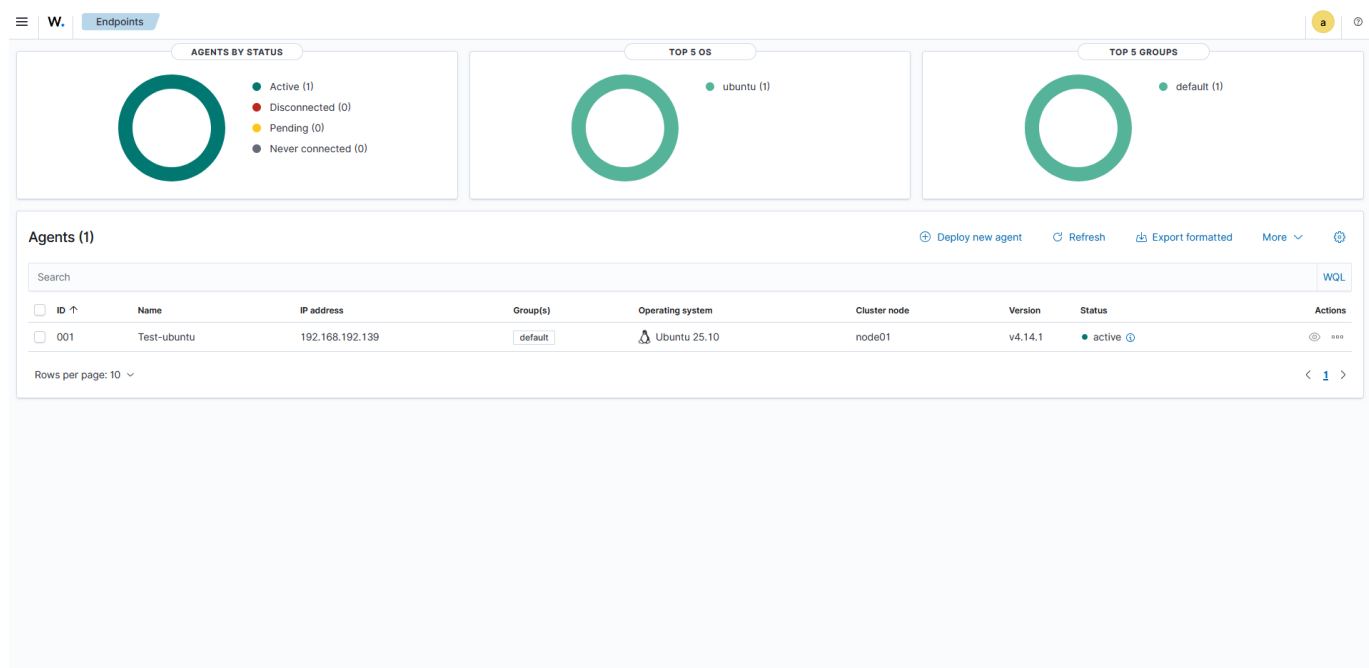 W. Endpoints a
AGENTS BY STATUS
Active (1)
Disconnected (0)
Pending (0)
Never connected (0)
TOP 5 OS
ubuntu (1)
TOP 5 GROUPS
default (1)
Agents (1) Deploy new agent Refresh Export formatted More
Search WQL
ID Name IP address Group(s) Operating system Cluster node Version Status Actions
001 Test-ubuntu 192.168.192.139 default Ubuntu 25.10 node01 v4.14.1 active
Rows per page: 10 1